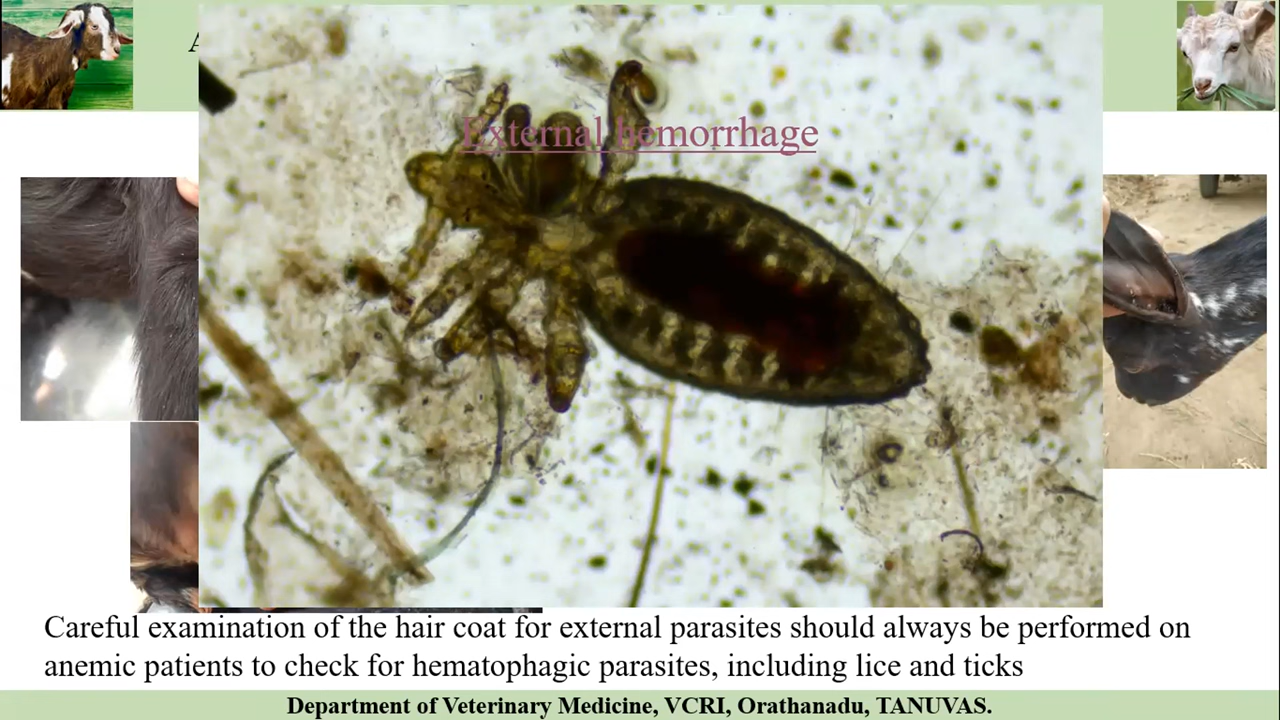 A
External hemorrhage
Careful examination of the hair coat for external parasites should always be performed on
anemic patients to check for hematophagic parasites, including lice and ticks
Department of Veterinary Medicine, VCRI, Orathanadu, TANUVAS.